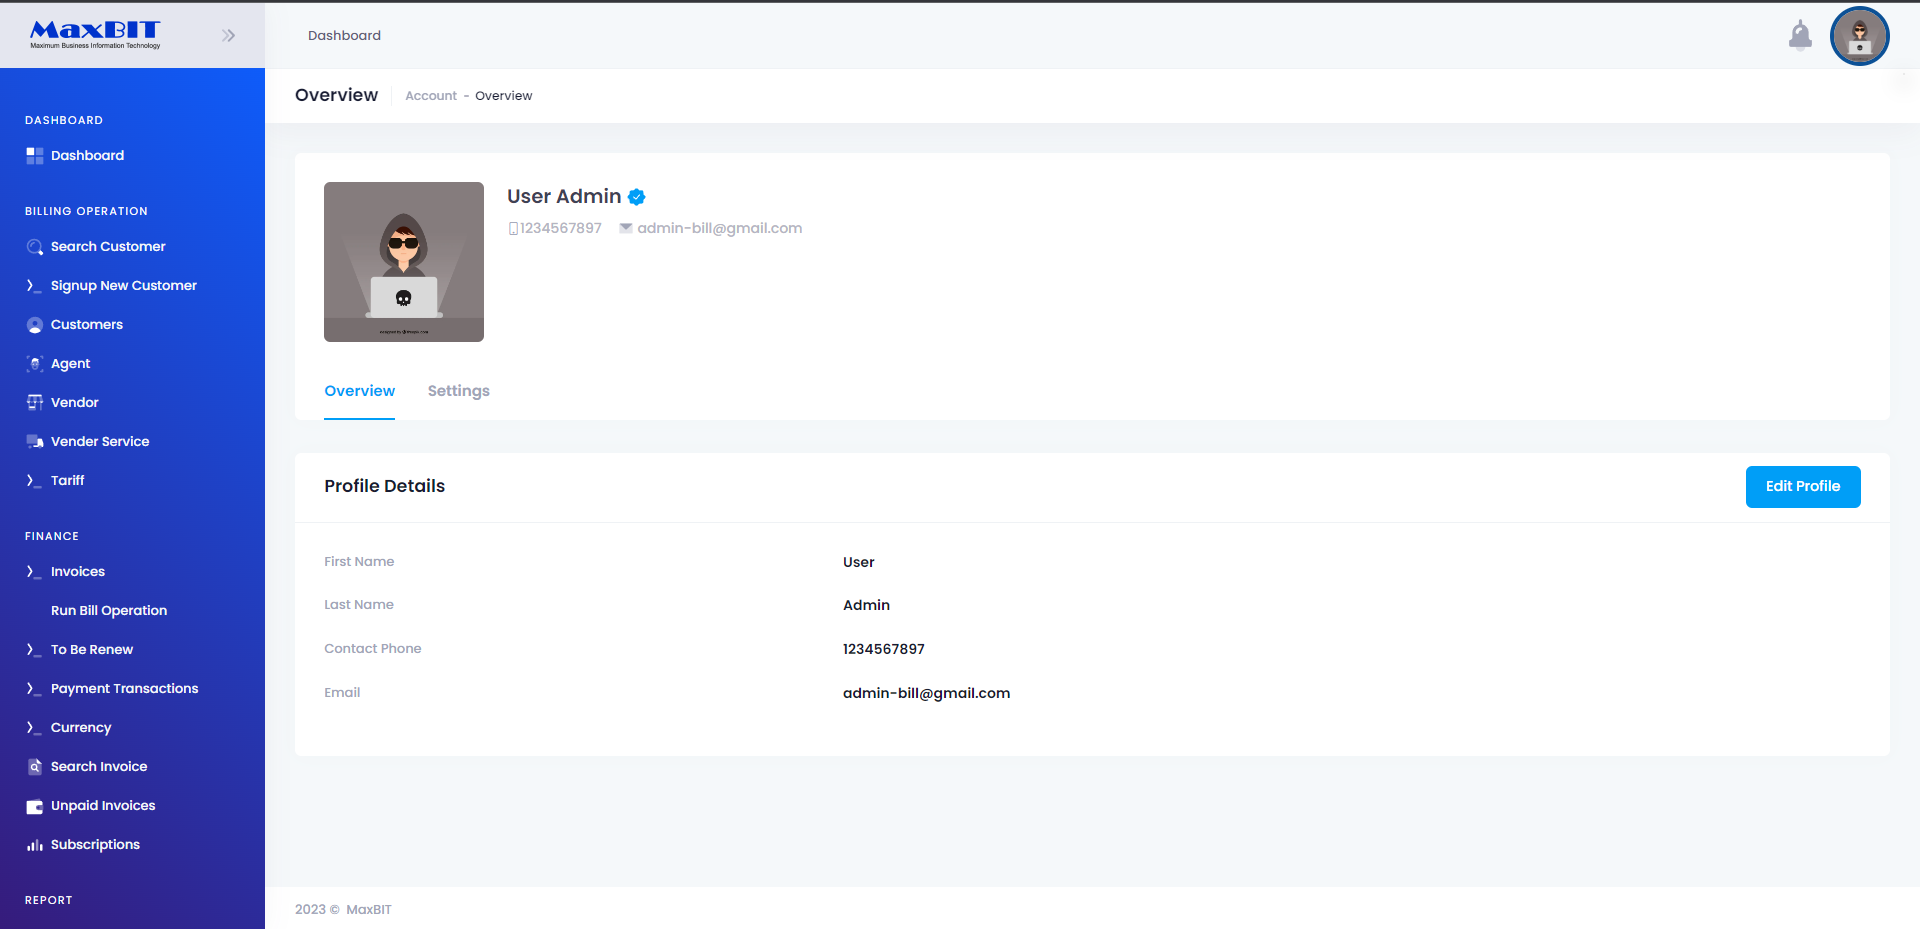 MaxBIT
Maximum Business Information Technology
Dashboard
Overview
Account - Overview
DASHBOARD
Dashboard
BILLING OPERATION
Search Customer
Signup New Customer
Customers
Agent
Vendor
Vender Service
Tariff
FINANCE
Invoices
Run Bill Operation
To Be Renew
Payment Transactions
Currency
Search Invoice
Unpaid Invoices
Subscriptions
REPORT
User Admin
1234567897 admin-bill@gmail.com
Overview Settings
Profile Details
Edit Profile
First Name User
Last Name Admin
Contact Phone 1234567897
Email admin-bill@gmail.com
2023 © MaxBIT